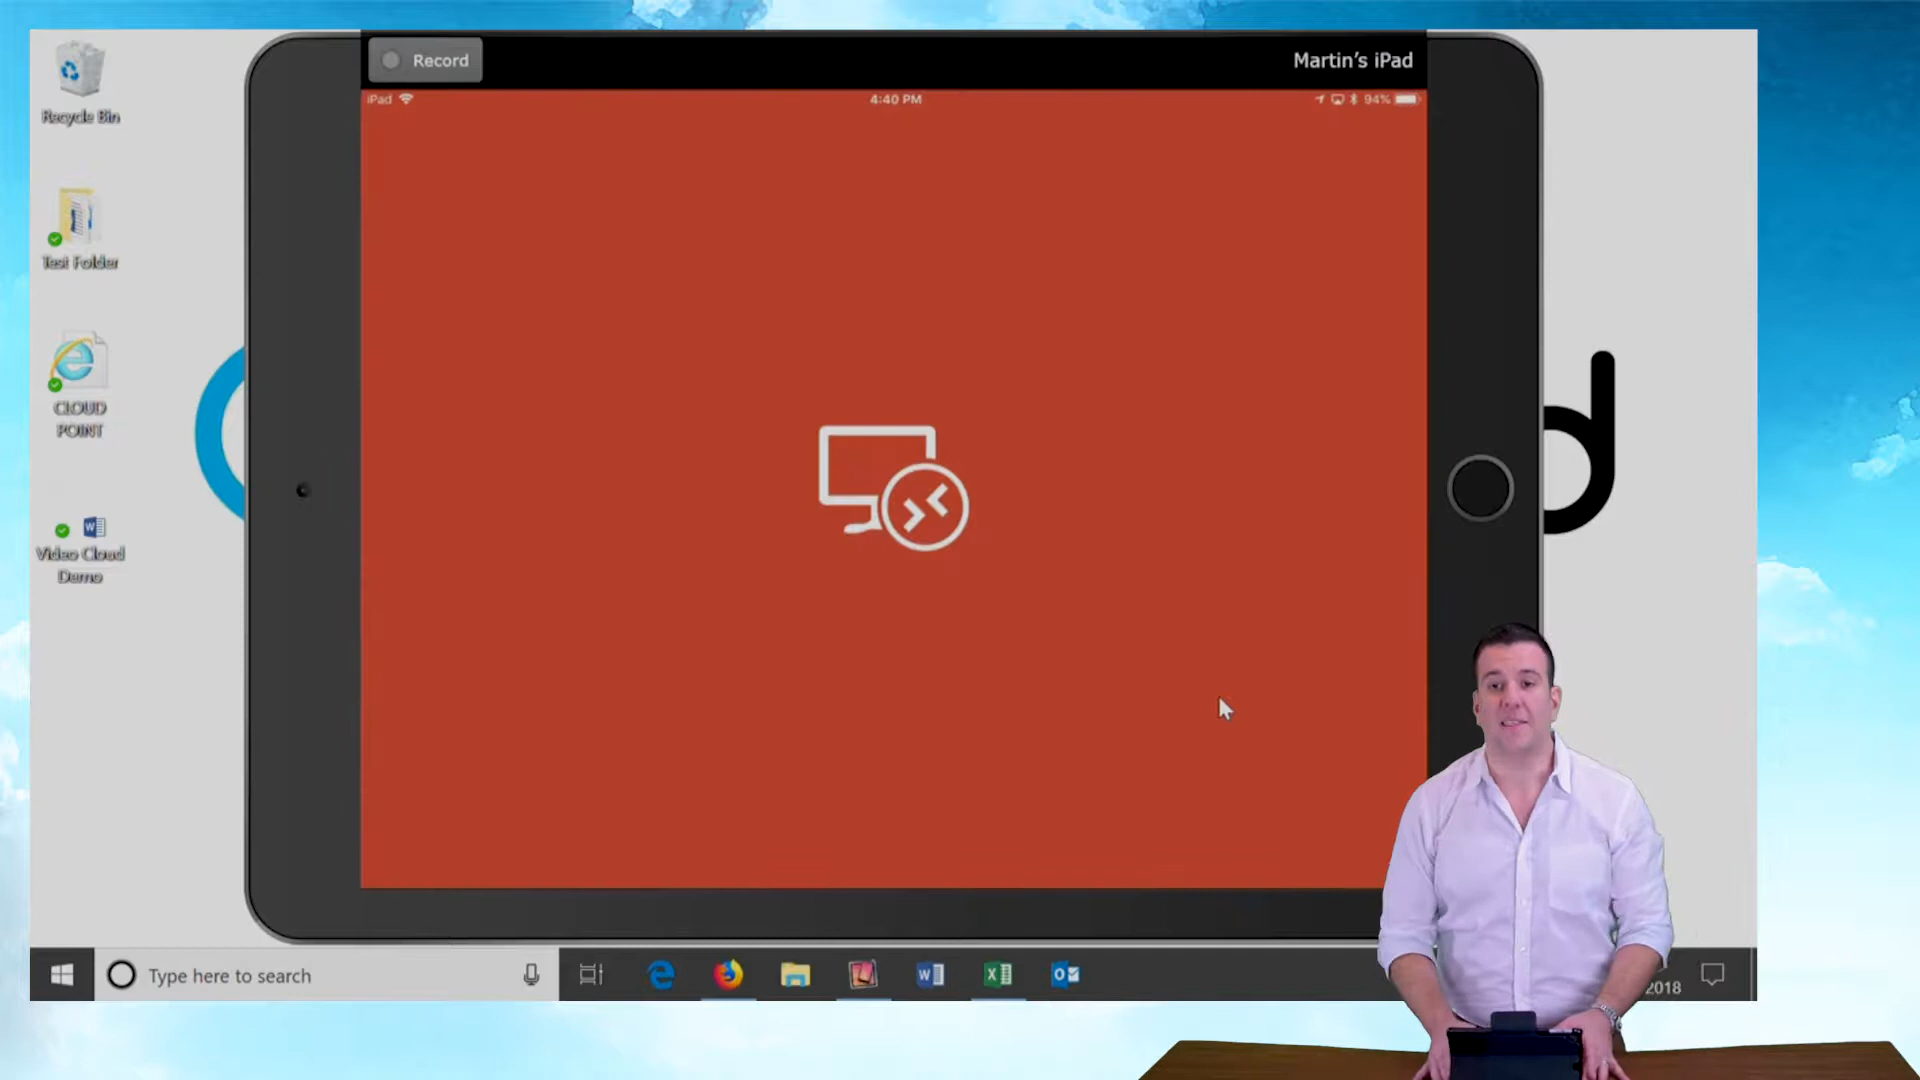 Record
Martin's iPad
iPad
4:40 PM
94%
Recycle Bin
Test Folder
CLOUD
POINT
Video Cloud
Demo
d
Type here to search
2018